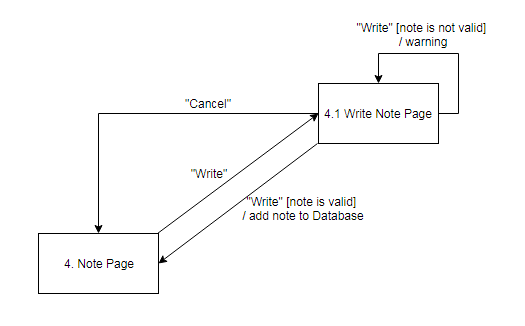 "Write" [note is not valid]
/ warning
"Cancel"
4.1 Write Note Page
"Write"
"Write" [note is valid]
/ add note to Database
4. Note Page